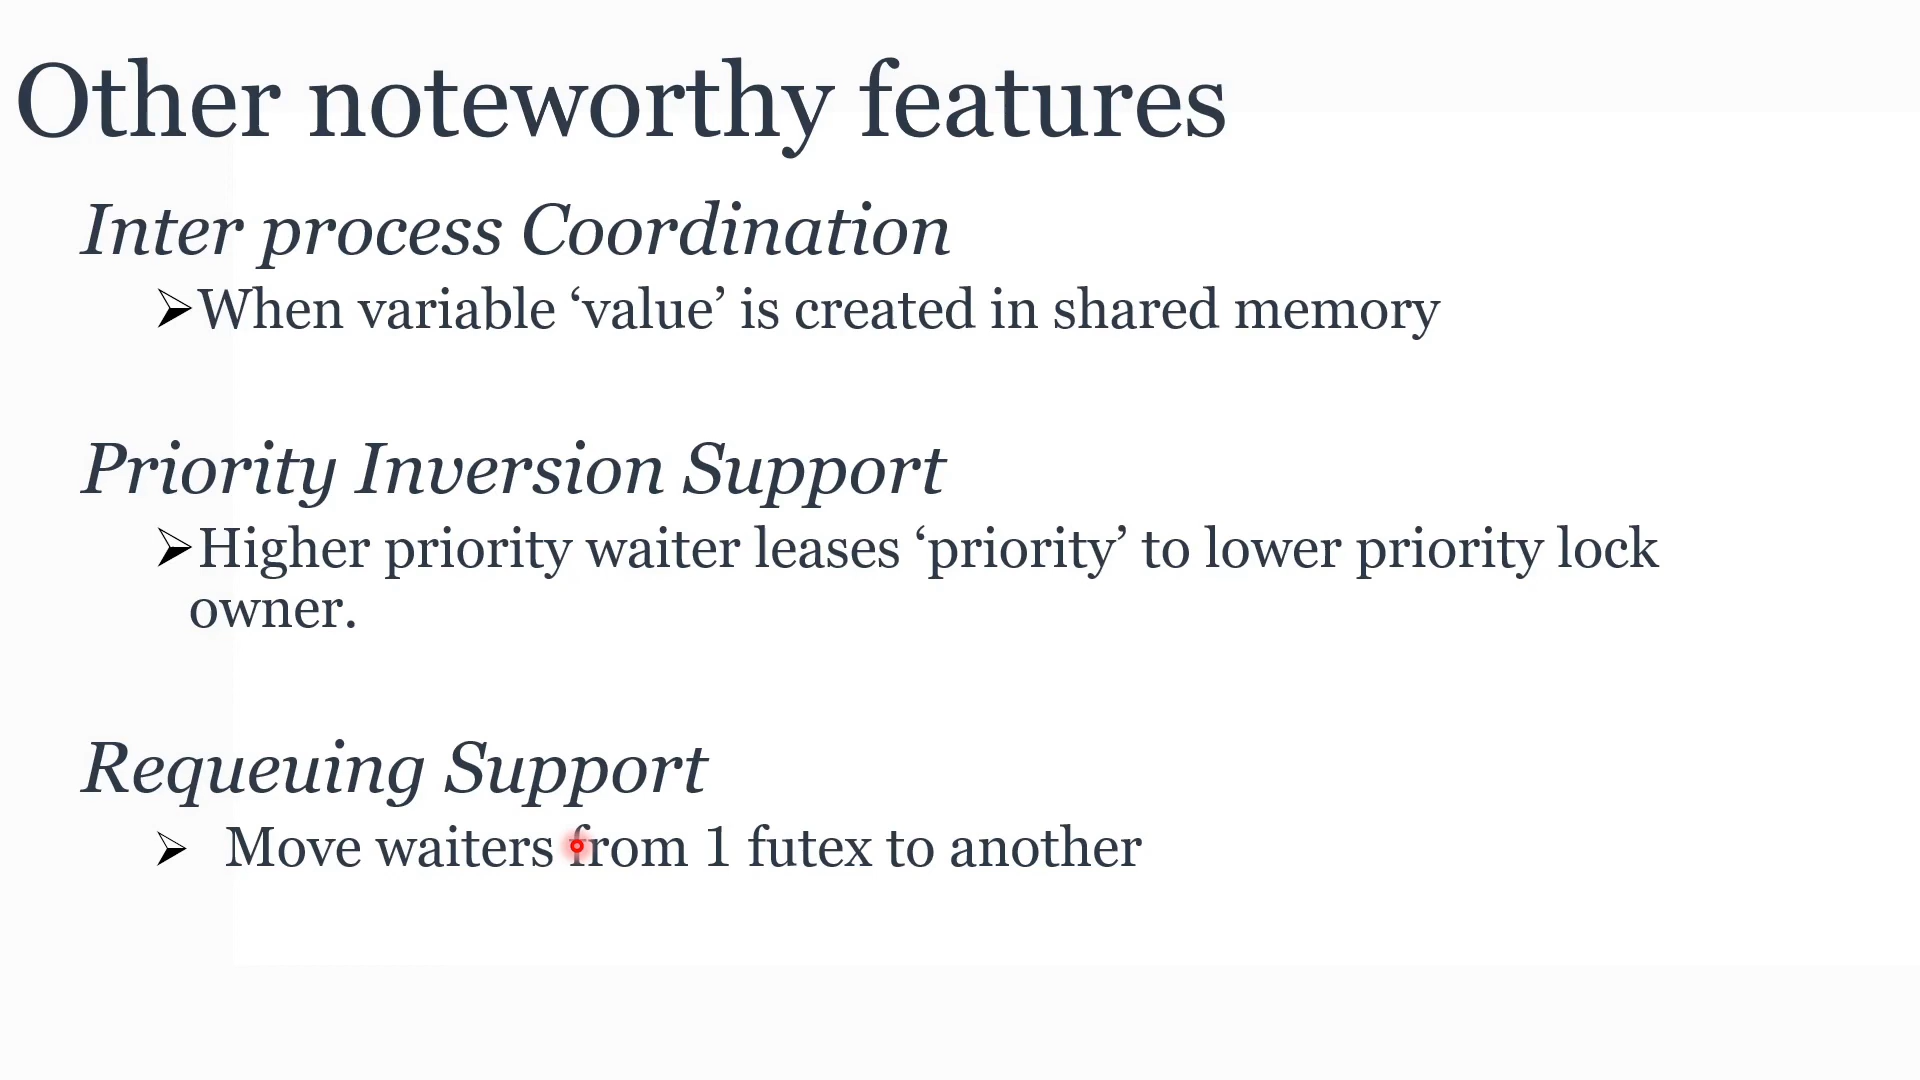 Other noteworthy features
Inter process Coordination
➢When variable ‘value’ is created in shared memory
Priority Inversion Support
➢Higher priority waiter leases ‘priority’ to lower priority lock
owner.
Requeuing Support
➢ Move waiters from 1 futex to another